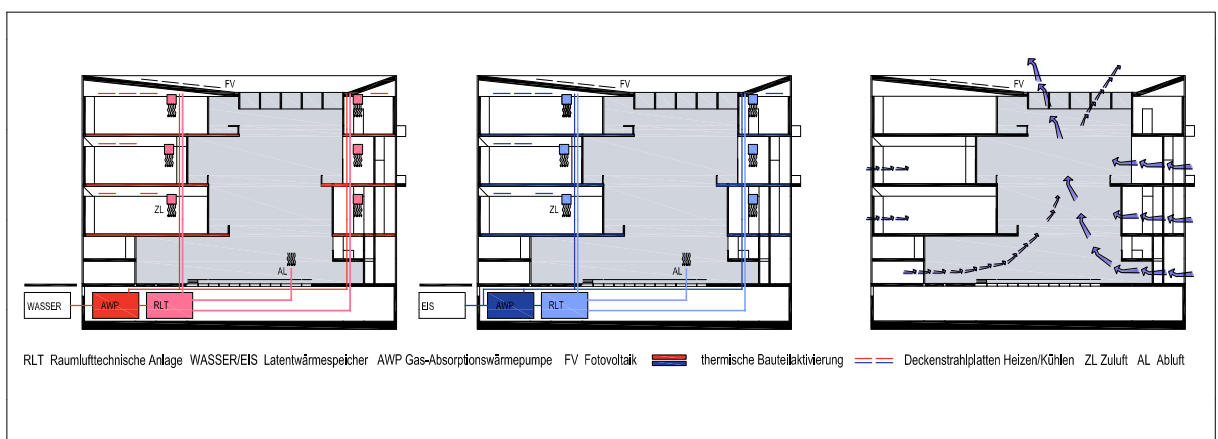 FV
ZL
AL
WASSER AWP RLT
FV
ZL
AL
EIS AWP RLT
FV
RLT Raumlufttechnische Anlage WASSER/EIS Latentwärmespeicher AWP Gas-Absorptionswärmepumpe FV Fotovoltaik thermische Bauteilaktivierung Deckenstrahlplatten Heizen/Kühlen ZL Zuluft AL Abluft